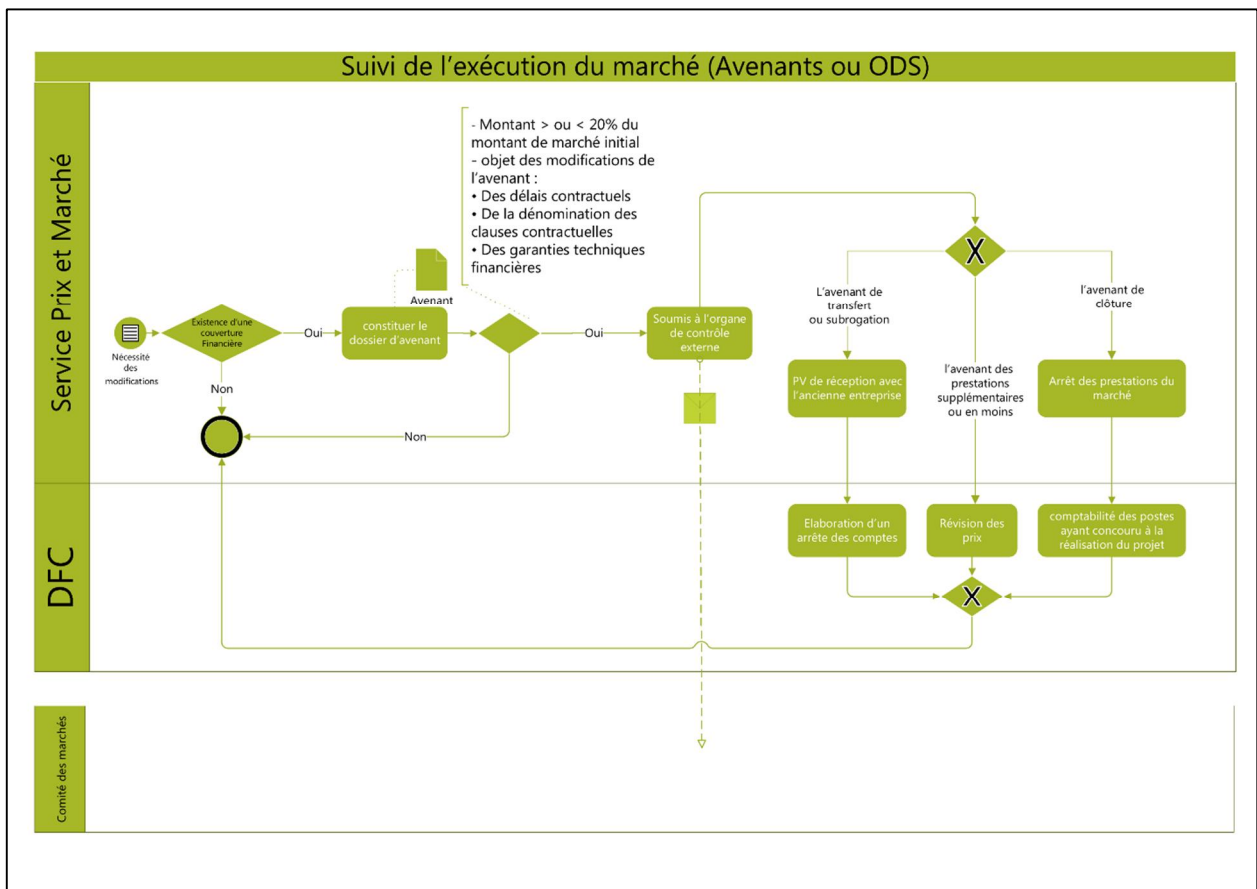 Suivi de l'exécution du marché (Avenants ou ODS)
Service Prix et Marché
Nécessité
des
modifications
Existence d'une
couverture
Financière
Oui
Non
constituer le
dossier d'avenant
Avenant
- Montant > ou < 20% du
montant de marché initial
- objet des modifications de
l'avenant :
• Des délais contractuels
• De la dénomination des
clauses contractuelles
• Des garanties techniques
financières
Oui
Non
Soumis à l'organe
de contrôle
externe
X
L'avenant de
transfert
ou subrogation
l'avenant des
prestations
supplémentaires
ou en moins
l'avenant de
clôture
PV de réception avec
l'ancienne entreprise
Arrêt des prestations du
marché
DFC
Elaboration d'un
arrête des comptes
Révision des
prix
comptabilité des postes
ayant concouru à la
réalisation du projet
X
Comité des marchés